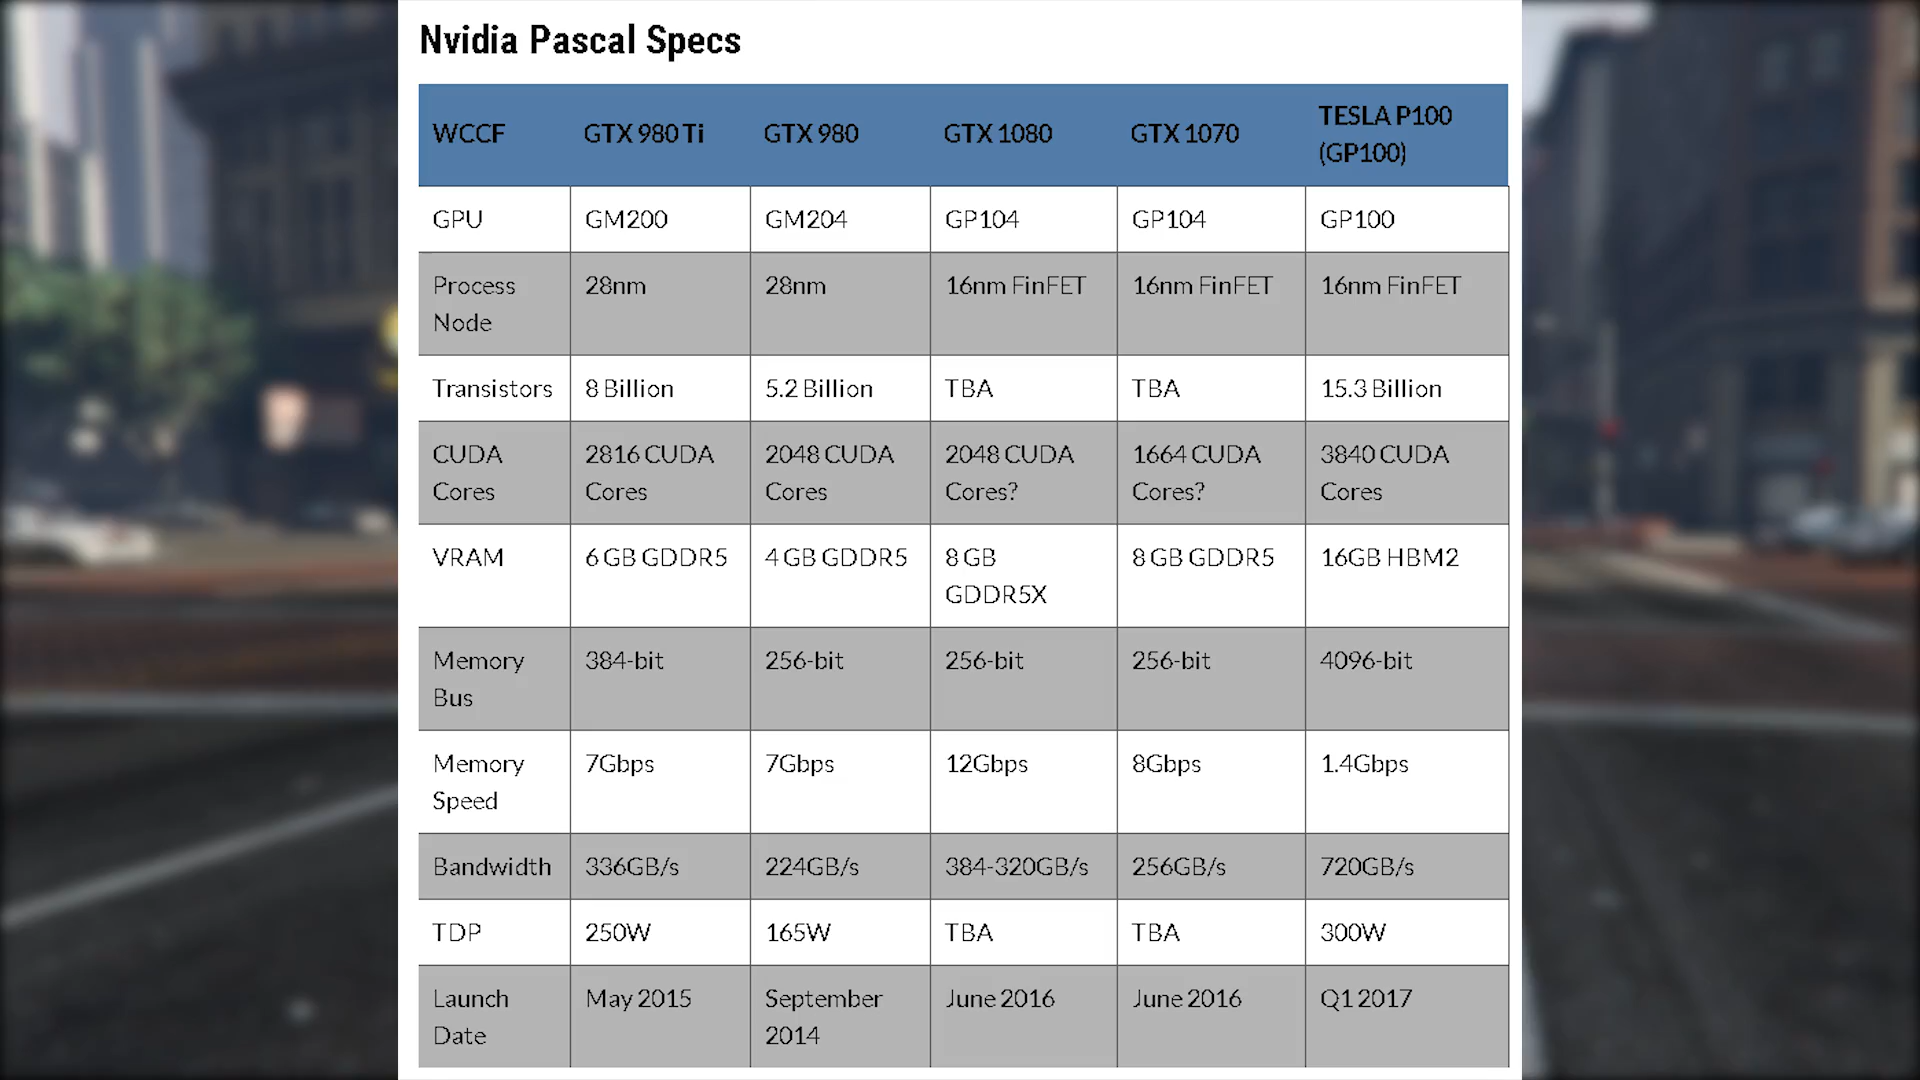 Nvidia Pascal Specs
WCCF GTX 980 Ti GTX 980 GTX 1080 GTX 1070 TESLA P100 (GP100)
GPU GM200 GM204 GP104 GP104 GP100
Process Node 28nm 28nm 16nm FinFET 16nm FinFET 16nm FinFET
Transistors 8 Billion 5.2 Billion TBA TBA 15.3 Billion
CUDA Cores 2816 CUDA Cores 2048 CUDA Cores 2048 CUDA Cores? 1664 CUDA Cores? 3840 CUDA Cores
VRAM 6 GB GDDR5 4 GB GDDR5 8 GB GDDR5X 8 GB GDDR5 16GB HBM2
Memory Bus 384-bit 256-bit 256-bit 256-bit 4096-bit
Memory Speed 7Gbps 7Gbps 12Gbps 8Gbps 1.4Gbps
Bandwidth 336GB/s 224GB/s 384-320GB/s 256GB/s 720GB/s
TDP 250W 165W TBA TBA 300W
Launch Date May 2015 September 2014 June 2016 June 2016 Q1 2017